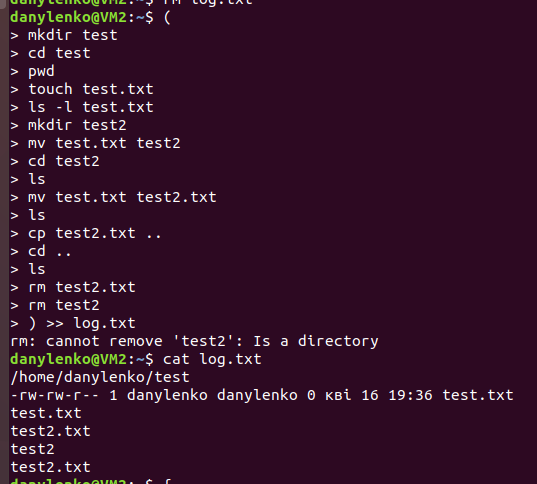 danylenko@VM2:~$ rm log.txt
danylenko@VM2:~$ (
> mkdir test
> cd test
> pwd
> touch test.txt
> ls -l test.txt
> mkdir test2
> mv test.txt test2
> cd test2
> ls
> mv test.txt test2.txt
> ls
> cp test2.txt ..
> cd ..
> ls
> rm test2.txt
> rm test2
> ) >> log.txt
rm: cannot remove 'test2': Is a directory
danylenko@VM2:~$ cat log.txt
/home/danylenko/test
-rw-rw-r-- 1 danylenko danylenko 0 кві 16 19:36 test.txt
test.txt
test2.txt
test2
test2.txt
danylenko@VM2:~$ {